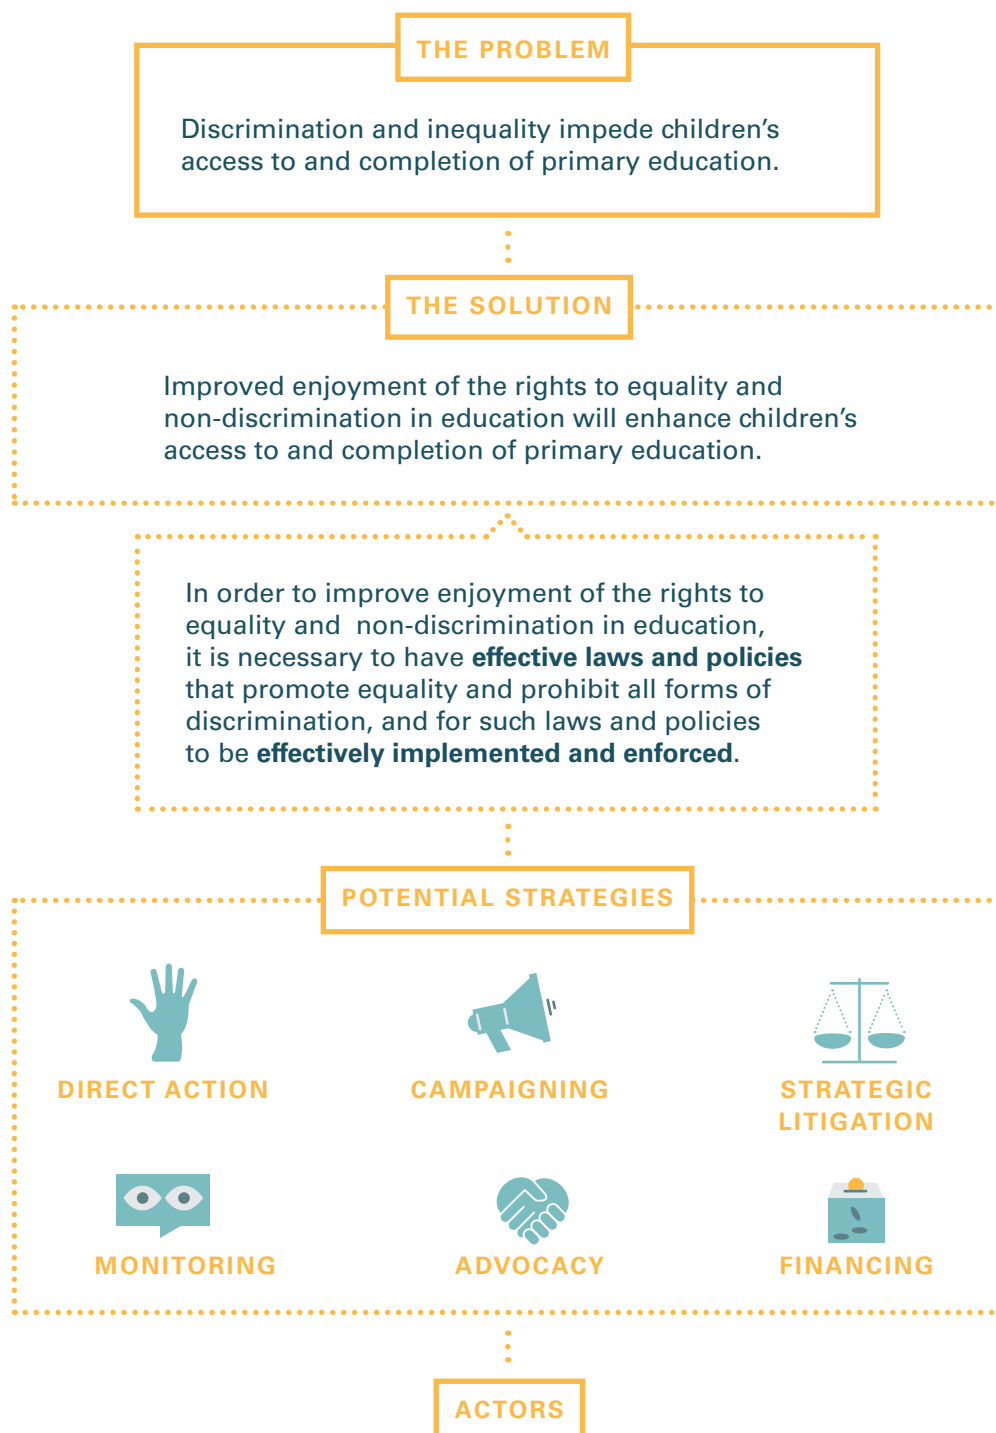 THE PROBLEM
Discrimination and inequality impede children’s
access to and completion of primary education.
THE SOLUTION
Improved enjoyment of the rights to equality and
non-discrimination in education will enhance children’s
access to and completion of primary education.
In order to improve enjoyment of the rights to
equality and  non-discrimination in education,
it is necessary to have effective laws and policies
that promote equality and prohibit all forms of
discrimination, and for such laws and policies
to be effectively implemented and enforced.
POTENTIAL STRATEGIES
DIRECT ACTION
CAMPAIGNING
STRATEGIC
LITIGATION
MONITORING
ADVOCACY
FINANCING
ACTORS